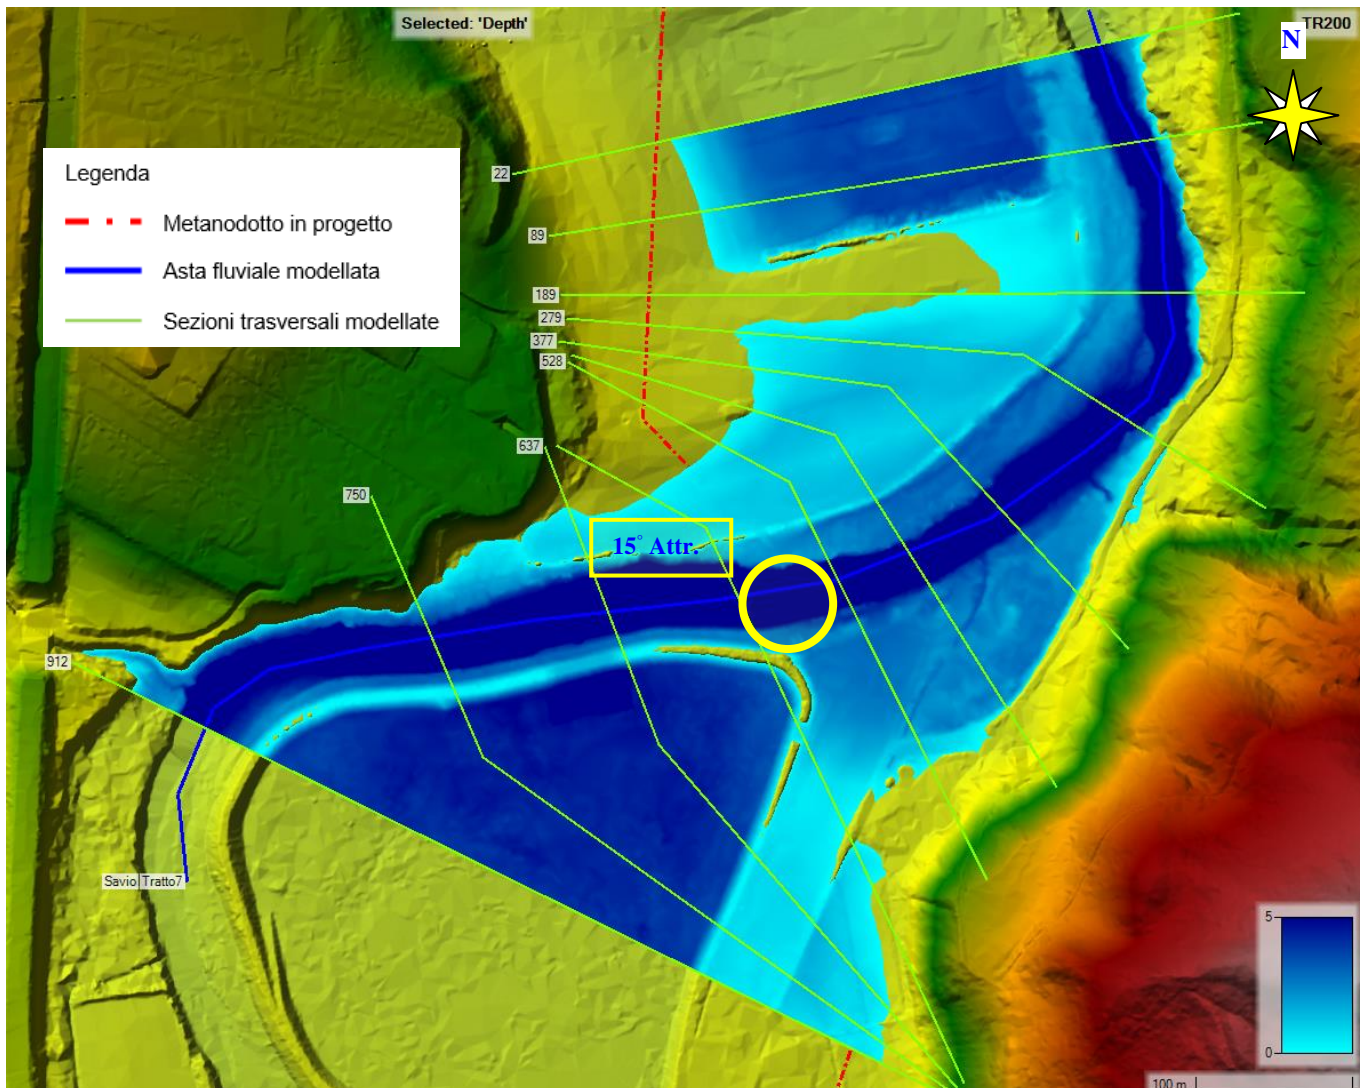 Selected: 'Depth'
TR200
N
Legenda
Metanodotto in progetto
Asta fluviale modellata
Sezioni trasversali modellate
22
89
189
279
377
528
637
750
15° Attr.
912
Savio Tratto7
5
0
100 m